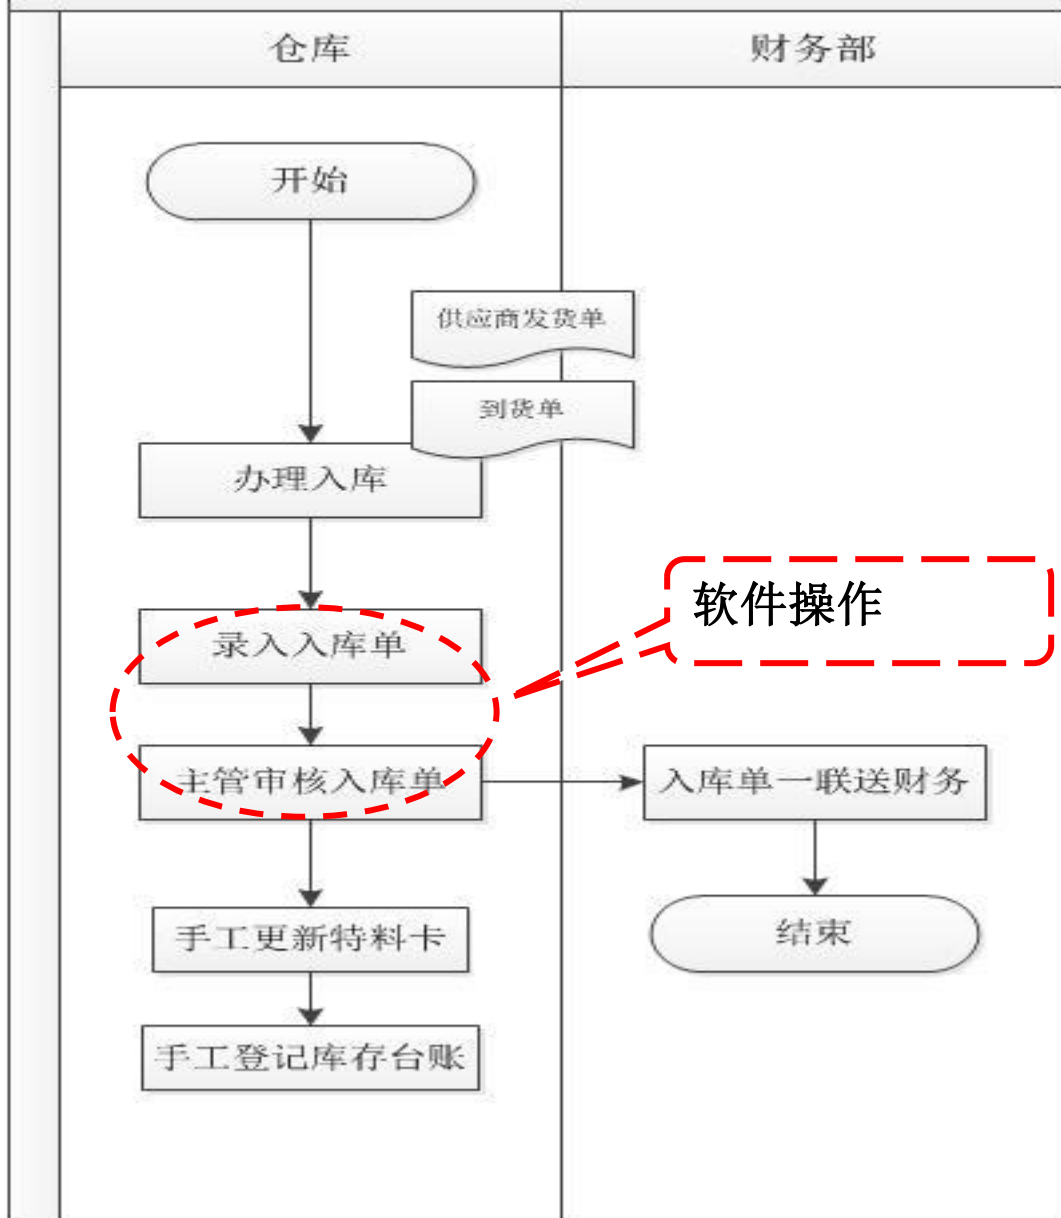 仓库
财务部
开始
供应商发货单
到货单
办理入库
软件操作
录入入库单
主管审核入库单
入库单一联送财务
手工更新特料卡
结束
手工登记库存台账